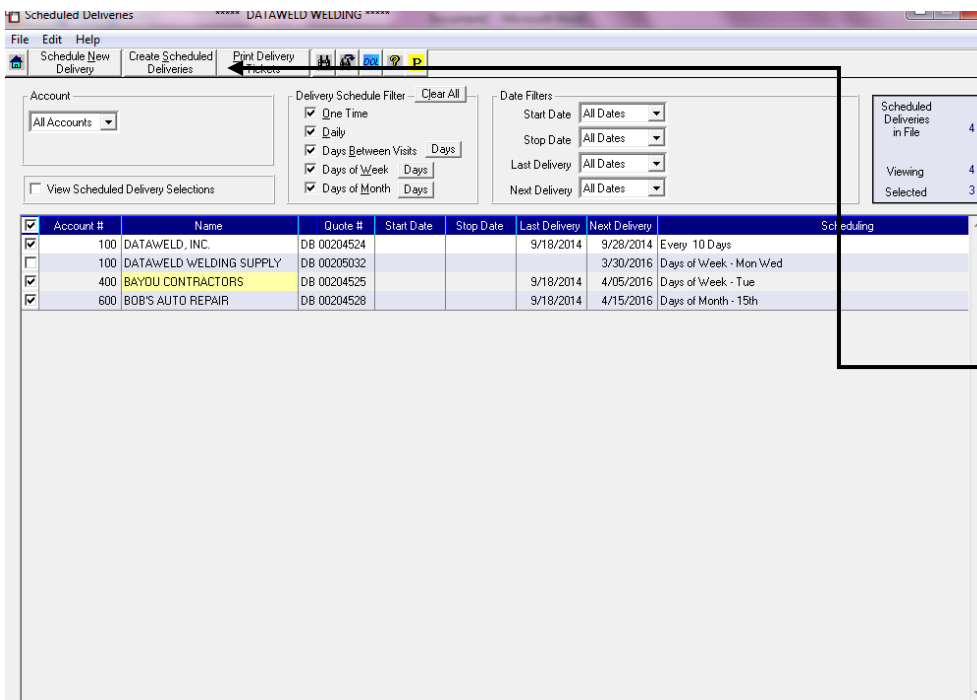 Scheduled Deliveries ***** DATAWELD WELDING *****
File Edit Help
Schedule New Delivery Create Scheduled Deliveries Print Delivery Tickets DOL ? P
Account
All Accounts
View Scheduled Delivery Selections
Delivery Schedule Filter Clear All
One Time
Daily
Days Between Visits Days
Days of Week Days
Days of Month Days
Date Filters
Start Date All Dates
Stop Date All Dates
Last Delivery All Dates
Next Delivery All Dates
Scheduled
Deliveries
in File 4
Viewing 4
Selected 3
Account # Name Quote # Start Date Stop Date Last Delivery Next Delivery Scheduling
100 DATAWELD, INC. DB 00204524 9/18/2014 9/28/2014 Every 10 Days
100 DATAWELD WELDING SUPPLY DB 00205032 3/30/2016 Days of Week - Mon Wed
400 BAYOU CONTRACTORS DB 00204525 9/18/2014 4/05/2016 Days of Week - Tue
600 BOB'S AUTO REPAIR DB 00204528 9/18/2014 4/15/2016 Days of Month - 15th